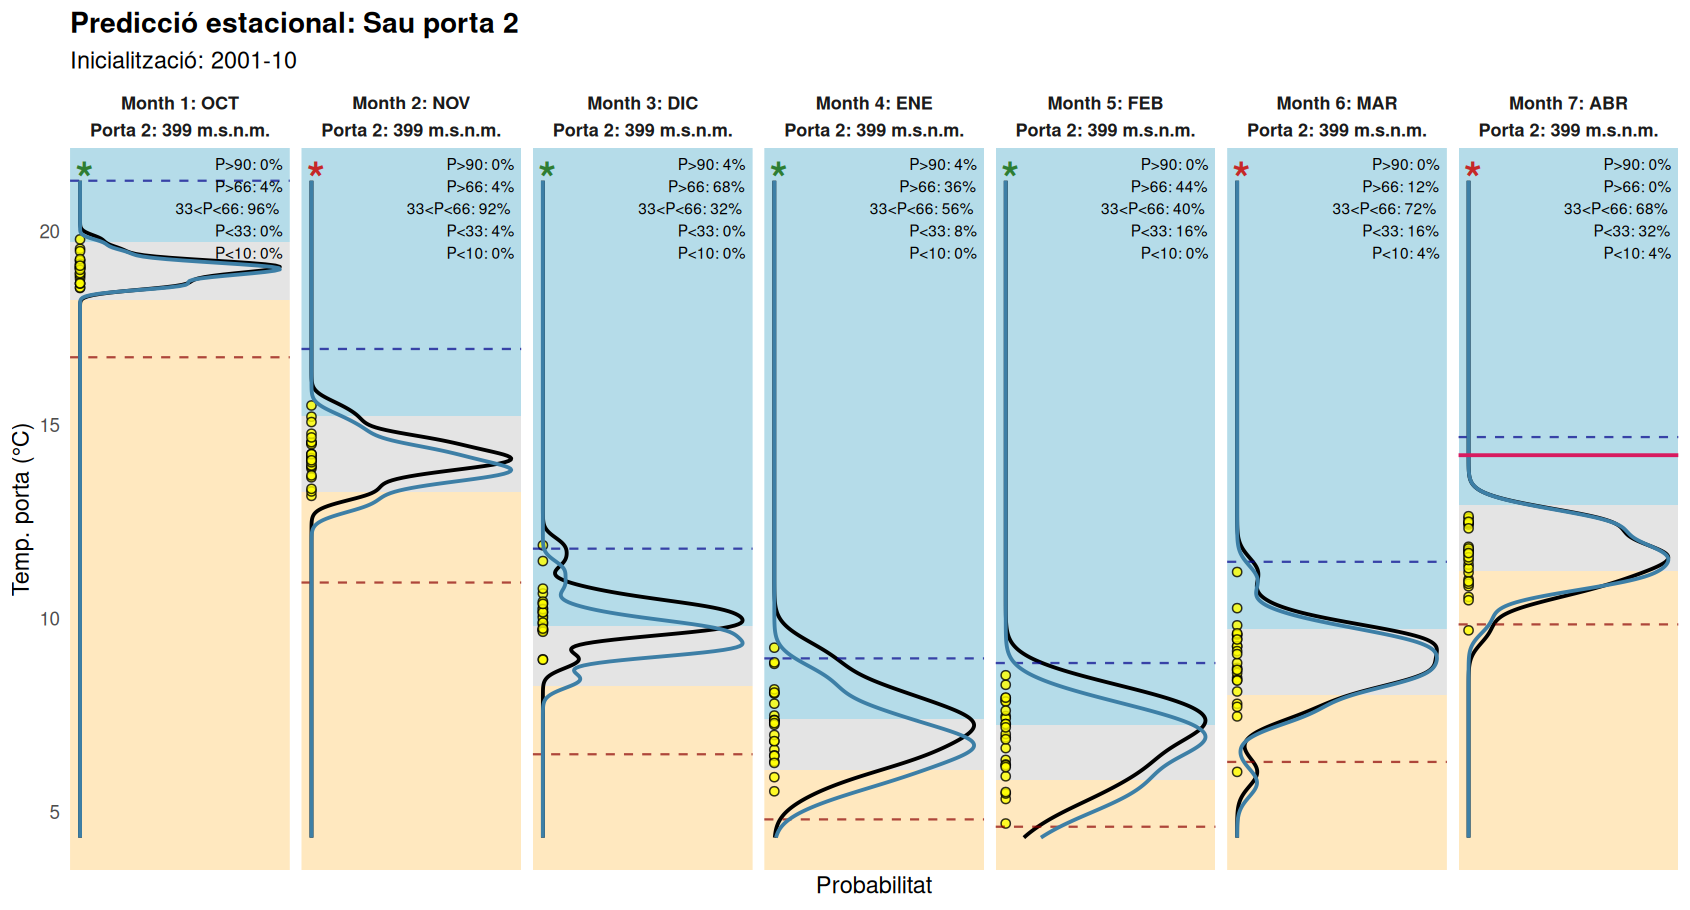 Predicció estacional: Sau porta 2
Inicialització: 2001-10
Month 1: OCT
Porta 2: 399 m.s.n.m.
Month 2: NOV
Porta 2: 399 m.s.n.m.
Month 3: DIC
Porta 2: 399 m.s.n.m.
Month 4: ENE
Porta 2: 399 m.s.n.m.
Month 5: FEB
Porta 2: 399 m.s.n.m.
Month 6: MAR
Porta 2: 399 m.s.n.m.
Month 7: ABR
Porta 2: 399 m.s.n.m.
*
P>90: 0%
P>66: 4%
33<P<66: 96%
P<33: 0%
P<10: 0%
*
P>90: 0%
P>66: 4%
33<P<66: 92%
P<33: 4%
P<10: 0%
*
P>90: 4%
P>66: 68%
33<P<66: 32%
P<33: 0%
P<10: 0%
*
P>90: 4%
P>66: 36%
33<P<66: 56%
P<33: 8%
P<10: 0%
*
P>90: 0%
P>66: 44%
33<P<66: 40%
P<33: 16%
P<10: 0%
*
P>90: 0%
P>66: 12%
33<P<66: 72%
P<33: 16%
P<10: 4%
*
P>90: 0%
P>66: 0%
33<P<66: 68%
P<33: 32%
P<10: 4%
20
15
10
5
Temp. porta (°C)
Probabilitat